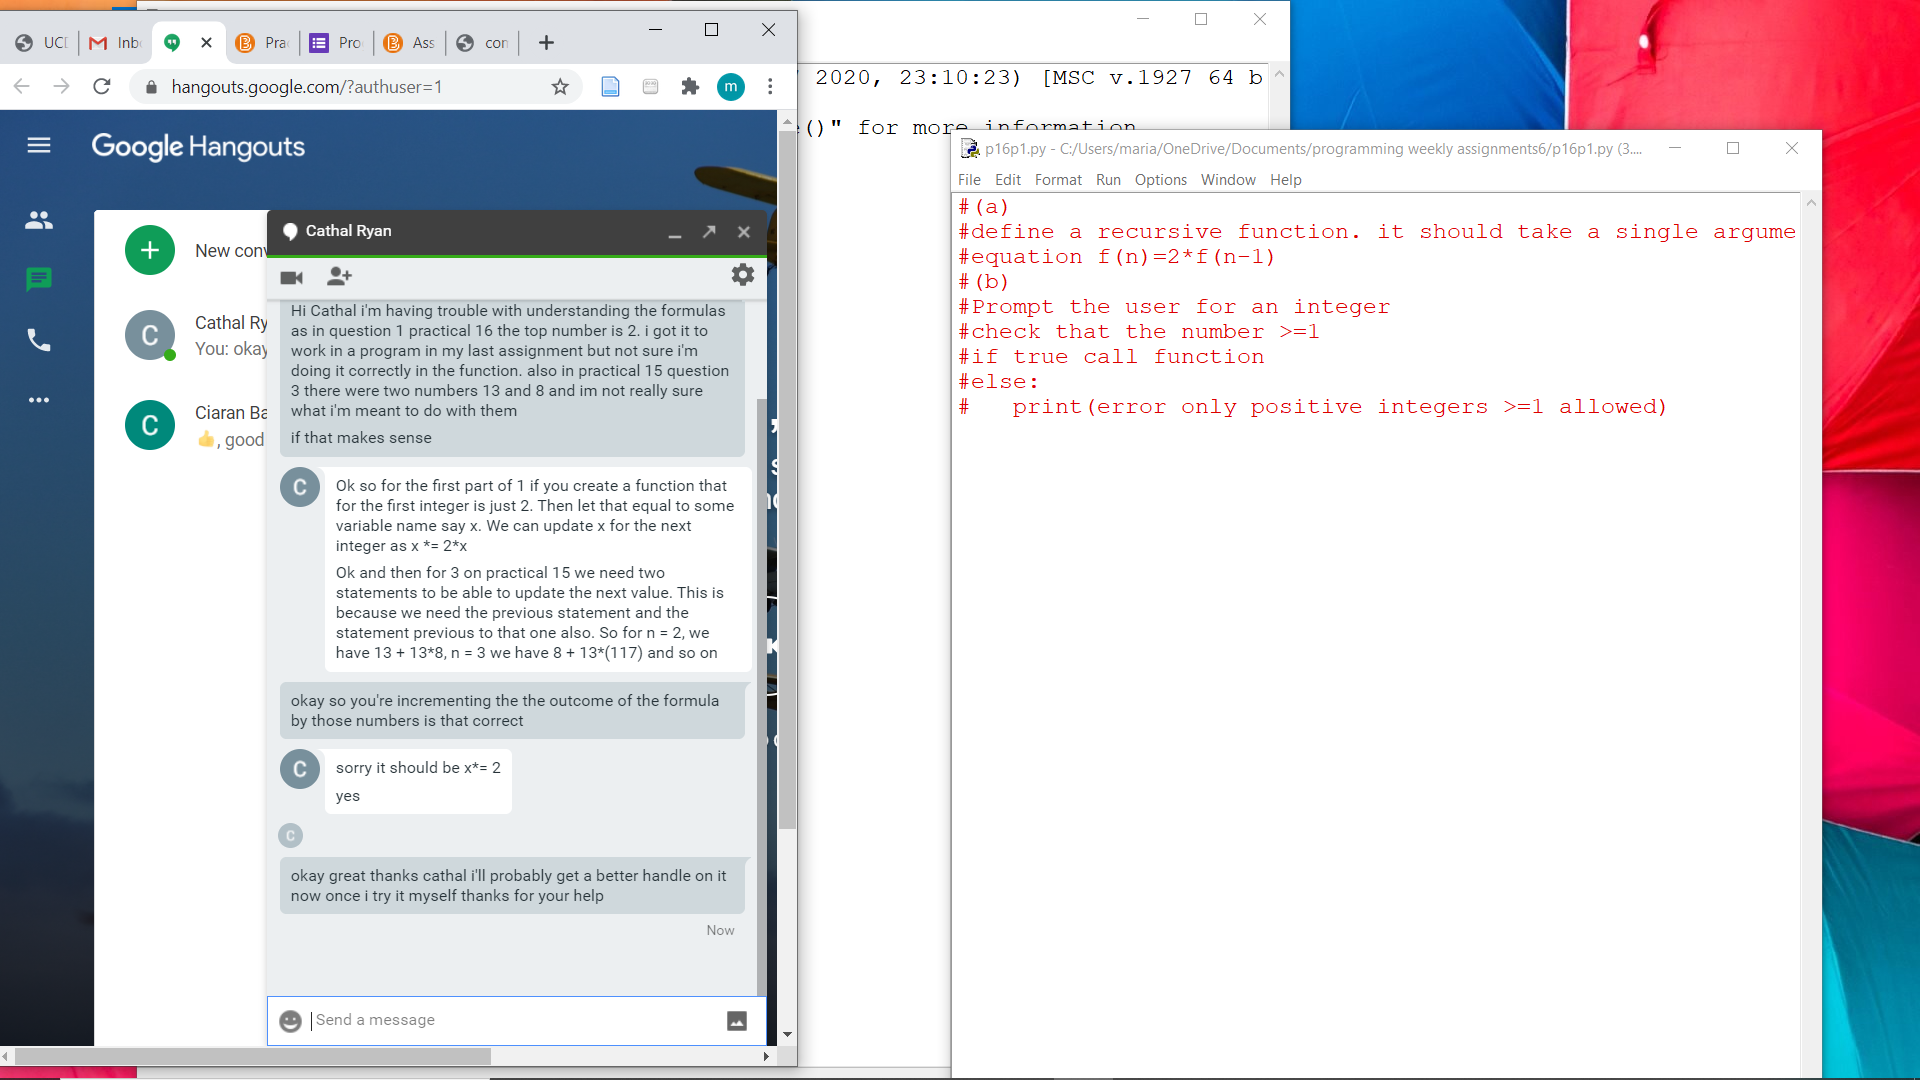 UCD
Inb
Pra
Pro
Ass
con
hangouts.google.com/?authuser=1
m
Google Hangouts
New conv
Cathal Ry
You: okay
Ciaran Ba
👍, good
C
C
Cathal Ryan
Hi Cathal i'm having trouble with understanding the formulas
as in question 1 practical 16 the top number is 2. i got it to
work in a program in my last assignment but not sure i'm
doing it correctly in the function. also in practical 15 question
3 there were two numbers 13 and 8 and im not really sure
what i'm meant to do with them
if that makes sense
C
Ok so for the first part of 1 if you create a function that
for the first integer is just 2. Then let that equal to some
variable name say x. We can update x for the next
integer as x *= 2*x
Ok and then for 3 on practical 15 we need two
statements to be able to update the next value. This is
because we need the previous statement and the
statement previous to that one also. So for n = 2, we
have 13 + 13*8, n = 3 we have 8 + 13*(117) and so on
okay so you're incrementing the the outcome of the formula
by those numbers is that correct
C
sorry it should be x*= 2
yes
C
okay great thanks cathal i'll probably get a better handle on it
now once i try it myself thanks for your help
Now
Send a message
2020, 23:10:23) [MSC v.1927 64 b
()" for more information
p16p1.py - C:/Users/maria/OneDrive/Documents/programming weekly assignments6/p16p1.py (3....
File Edit Format Run Options Window Help
#(a)
#define a recursive function. it should take a single argume
#equation f(n)=2*f(n-1)
#(b)
#Prompt the user for an integer
#check that the number >=1
#if true call function
#else:
#   print(error only positive integers >=1 allowed)